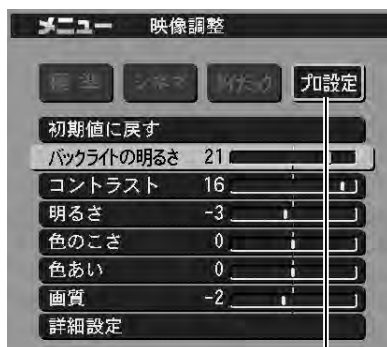 メニュー 映像調整
標準 シネマ ダイナミック プロ設定
初期値に戻す
バックライトの明るさ 21
コントラスト 16
明るさ -3
色のこさ 0
色あい 0
画質 -2
詳細設定